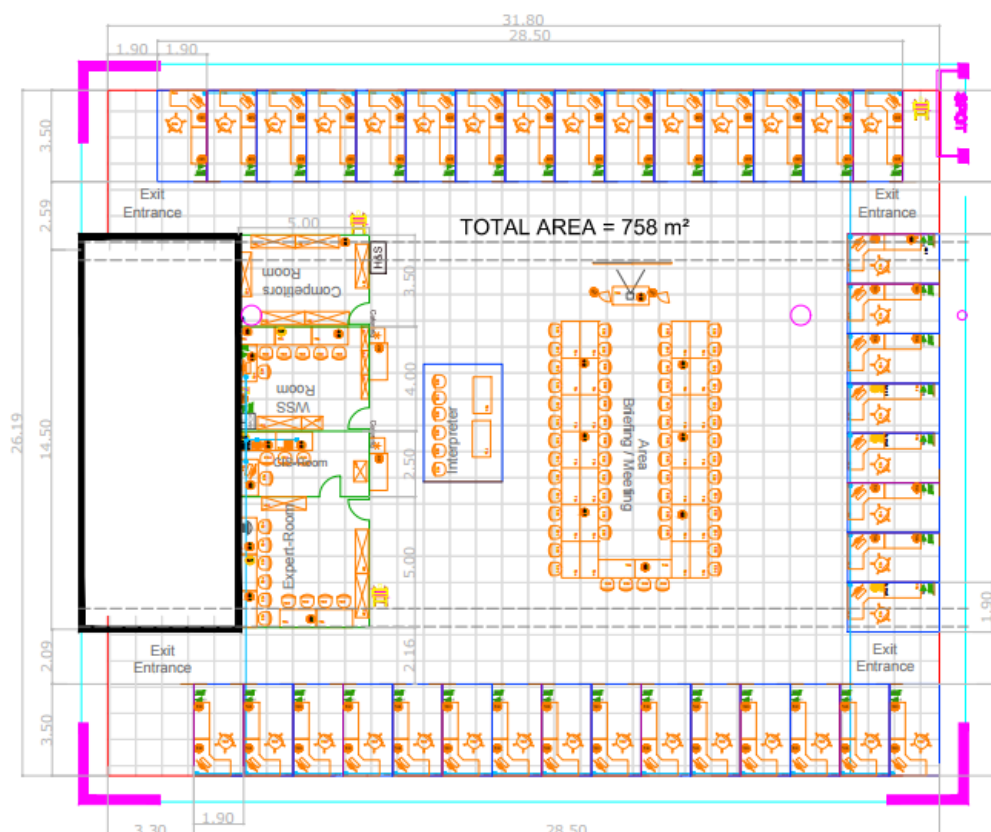 31.80
28.50
1.90
1.90
3.50
SPOT
Exit
Entrance
Exit
Entrance
2.59
5.00
TOTAL AREA = 758 m²
H&S
3.50
Competitors
Room
4.00
WSS
Room
26.19
14.50
Interpreter
Briefing / Meeting
Area
2.50
Expert-Room
5.00
1.90
2.09
Exit
Entrance
2.16
Exit
Entrance
3.50
1.90
3.30
28.50